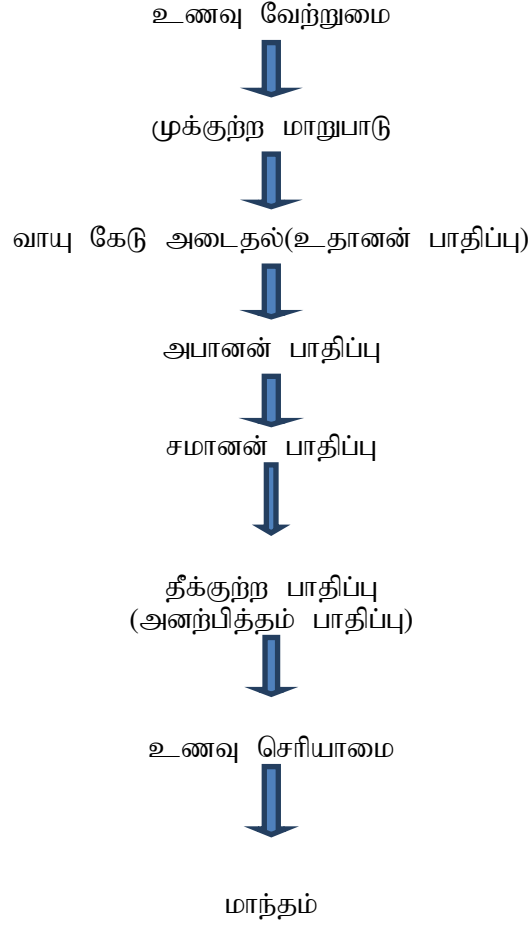 உணவு வேற்றுமை
முக்குற்ற மாறுபாடு
வாயு கேடு அடைதல்(உதானன் பாதிப்பு)
அபானன் பாதிப்பு
சமானன் பாதிப்பு
தீக்குற்ற பாதிப்பு
(அனற்பித்தம் பாதிப்பு)
உணவு செரியாமை
மாந்தம்